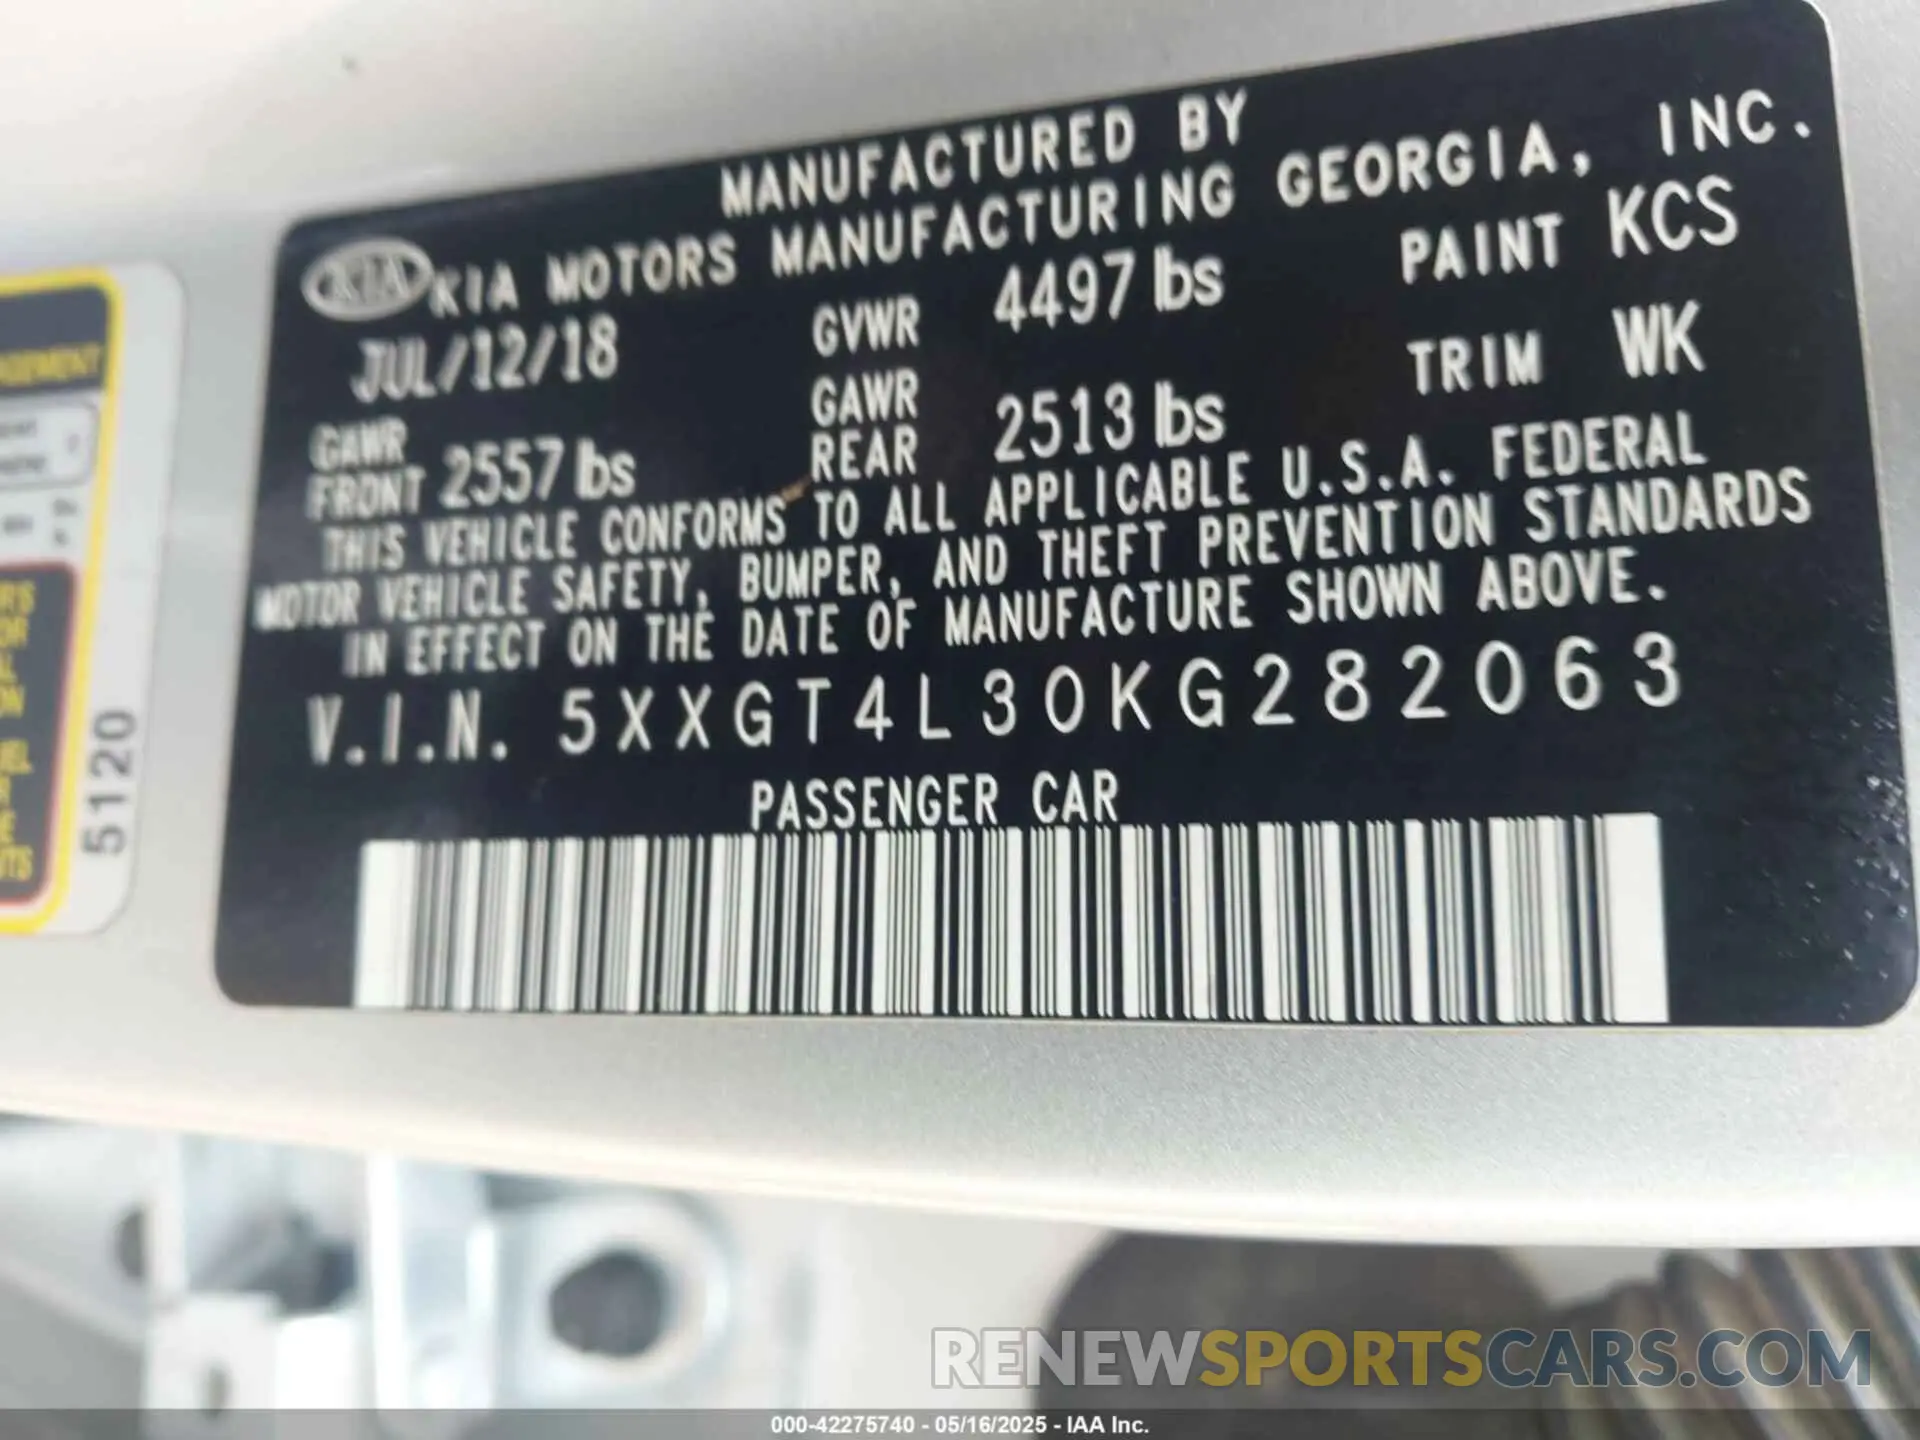 MANUFACTURED BY
KIA KIA MOTORS MANUFACTURING GEORGIA, INC.
JUL/12/18 GVWR 4497 lbs PAINT KCS
GAWR FRONT 2557 lbs GAWR REAR 2513 lbs TRIM WK
THIS VEHICLE CONFORMS TO ALL APPLICABLE U.S.A. FEDERAL
MOTOR VEHICLE SAFETY, BUMPER, AND THEFT PREVENTION STANDARDS
IN EFFECT ON THE DATE OF MANUFACTURE SHOWN ABOVE.
V.I.N. 5XXGT4L30KG282063
PASSENGER CAR
5120
RENEWSPORTSCARS.COM
000-42275740 - 05/16/2025 - IAA Inc.